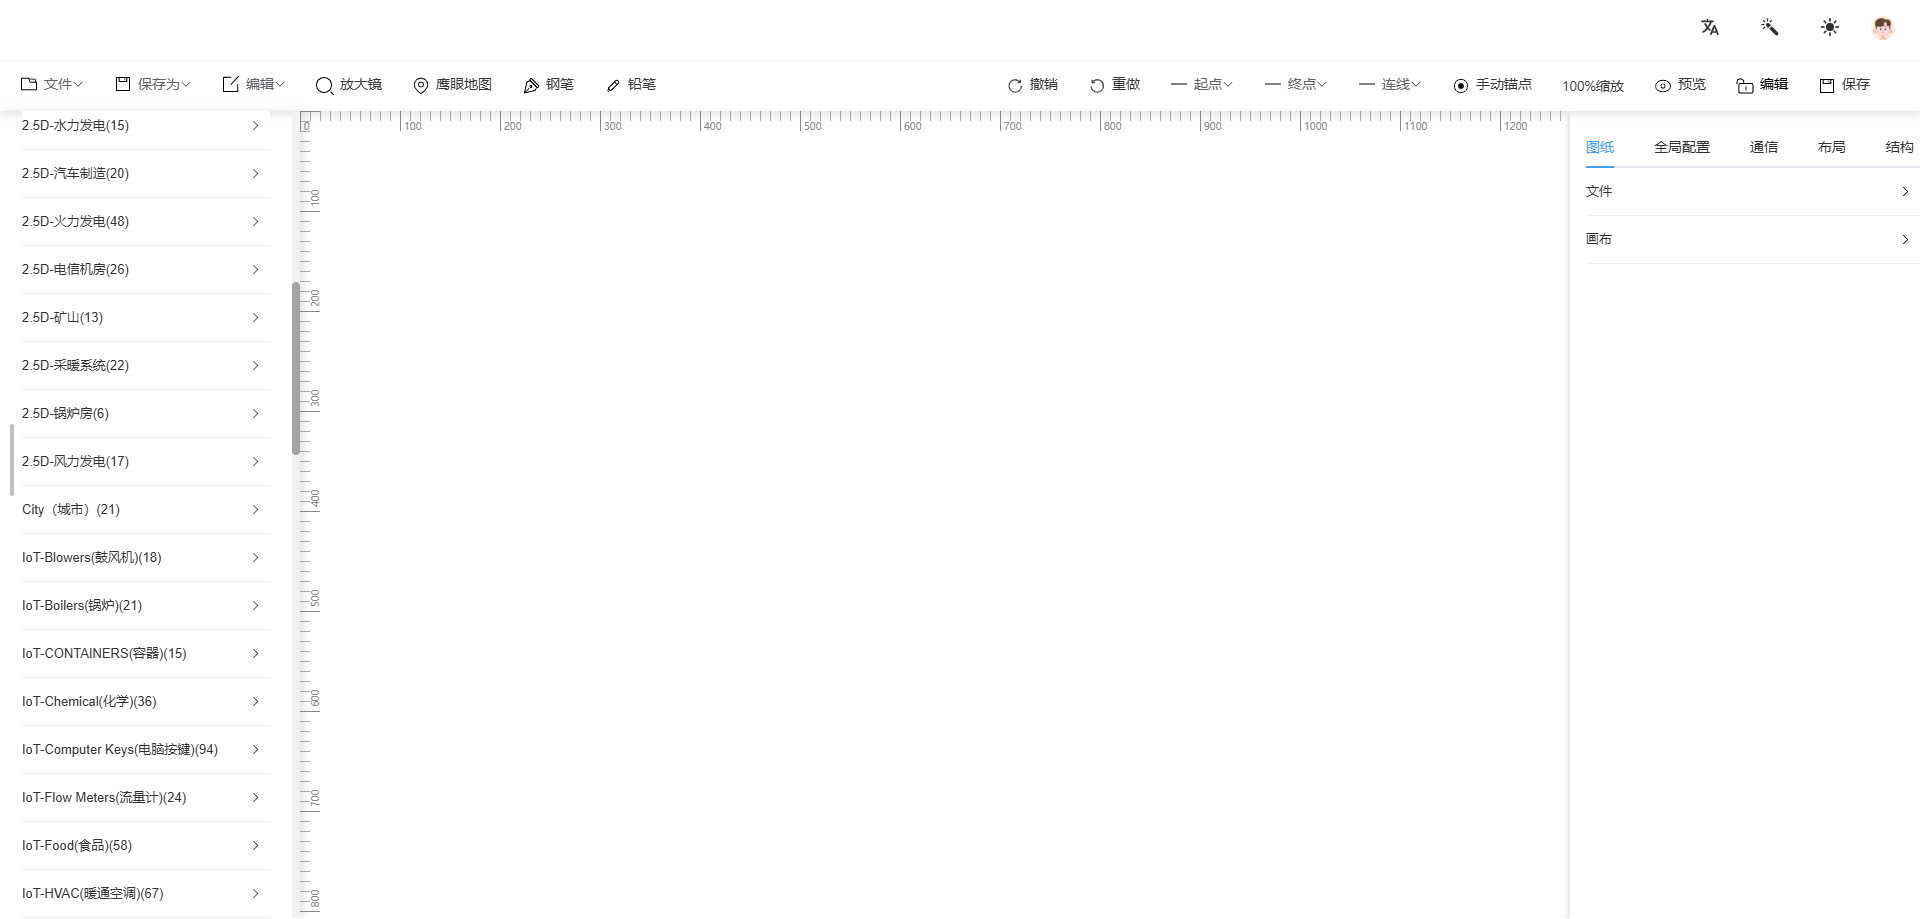 文件 保存为 编辑 放大镜 鹰眼地图 钢笔 铅笔 撤销 重做 起点 终点 连线 手动锚点 100%缩放 预览 编辑 保存
2.5D-水力发电(15)
2.5D-汽车制造(20)
2.5D-火力发电(48)
2.5D-电信机房(26)
2.5D-矿山(13)
2.5D-采暖系统(22)
2.5D-锅炉房(6)
2.5D-风力发电(17)
City（城市）(21)
IoT-Blowers(鼓风机)(18)
IoT-Boilers(锅炉)(21)
IoT-CONTAINERS(容器)(15)
IoT-Chemical(化学)(36)
IoT-Computer Keys(电脑按键)(94)
IoT-Flow Meters(流量计)(24)
IoT-Food(食品)(58)
IoT-HVAC(暖通空调)(67)
0 100 200 300 400 500 600 700 800 900 1000 1100 1200
100
200
300
400
500
600
700
800
图纸 全局配置 通信 布局 结构
文件
画布